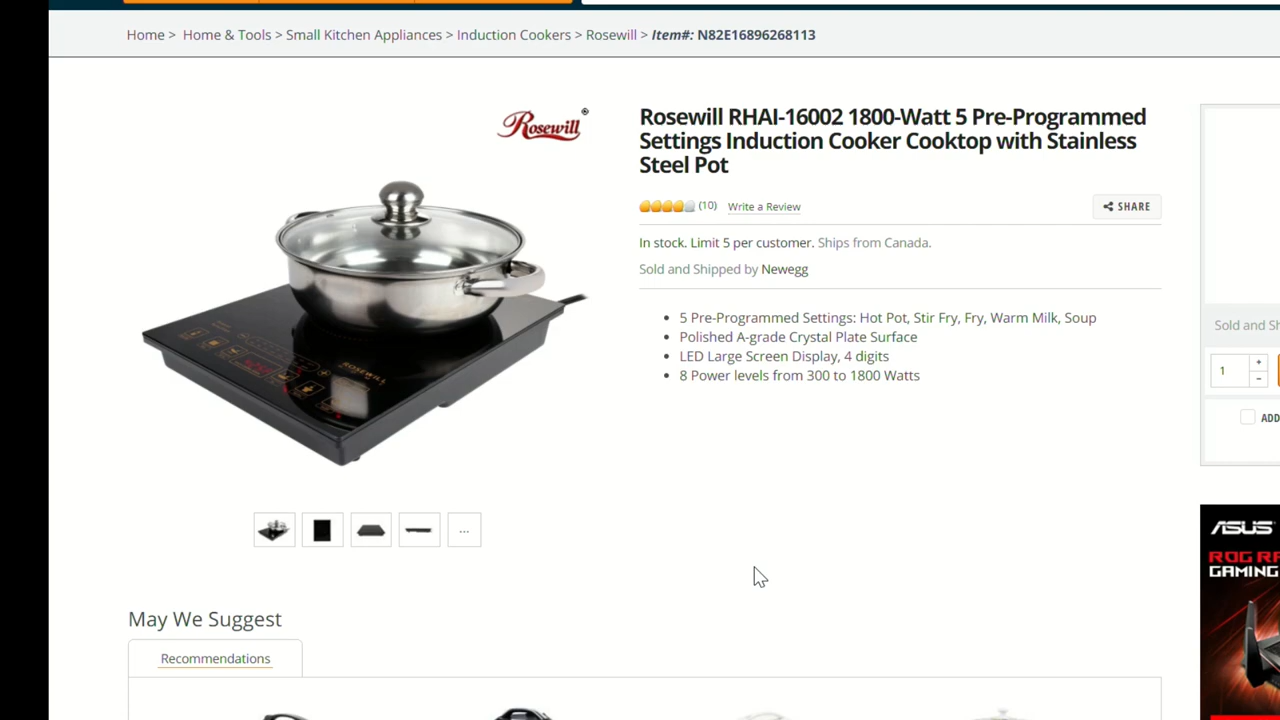 Home > Home & Tools > Small Kitchen Appliances > Induction Cookers > Rosewill > Item#: N82E16896268113
Rosewill
Rosewill RHAI-16002 1800-Watt 5 Pre-Programmed
Settings Induction Cooker Cooktop with Stainless
Steel Pot
(10) Write a Review
SHARE
In stock. Limit 5 per customer. Ships from Canada.
Sold and Shipped by Newegg
5 Pre-Programmed Settings: Hot Pot, Stir Fry, Fry, Warm Milk, Soup
Polished A-grade Crystal Plate Surface
LED Large Screen Display, 4 digits
8 Power levels from 300 to 1800 Watts
ROSEWILL
...
Sold and Sh
1
+
-
ADD
ASUS
ROG RA
GAMING
May We Suggest
Recommendations